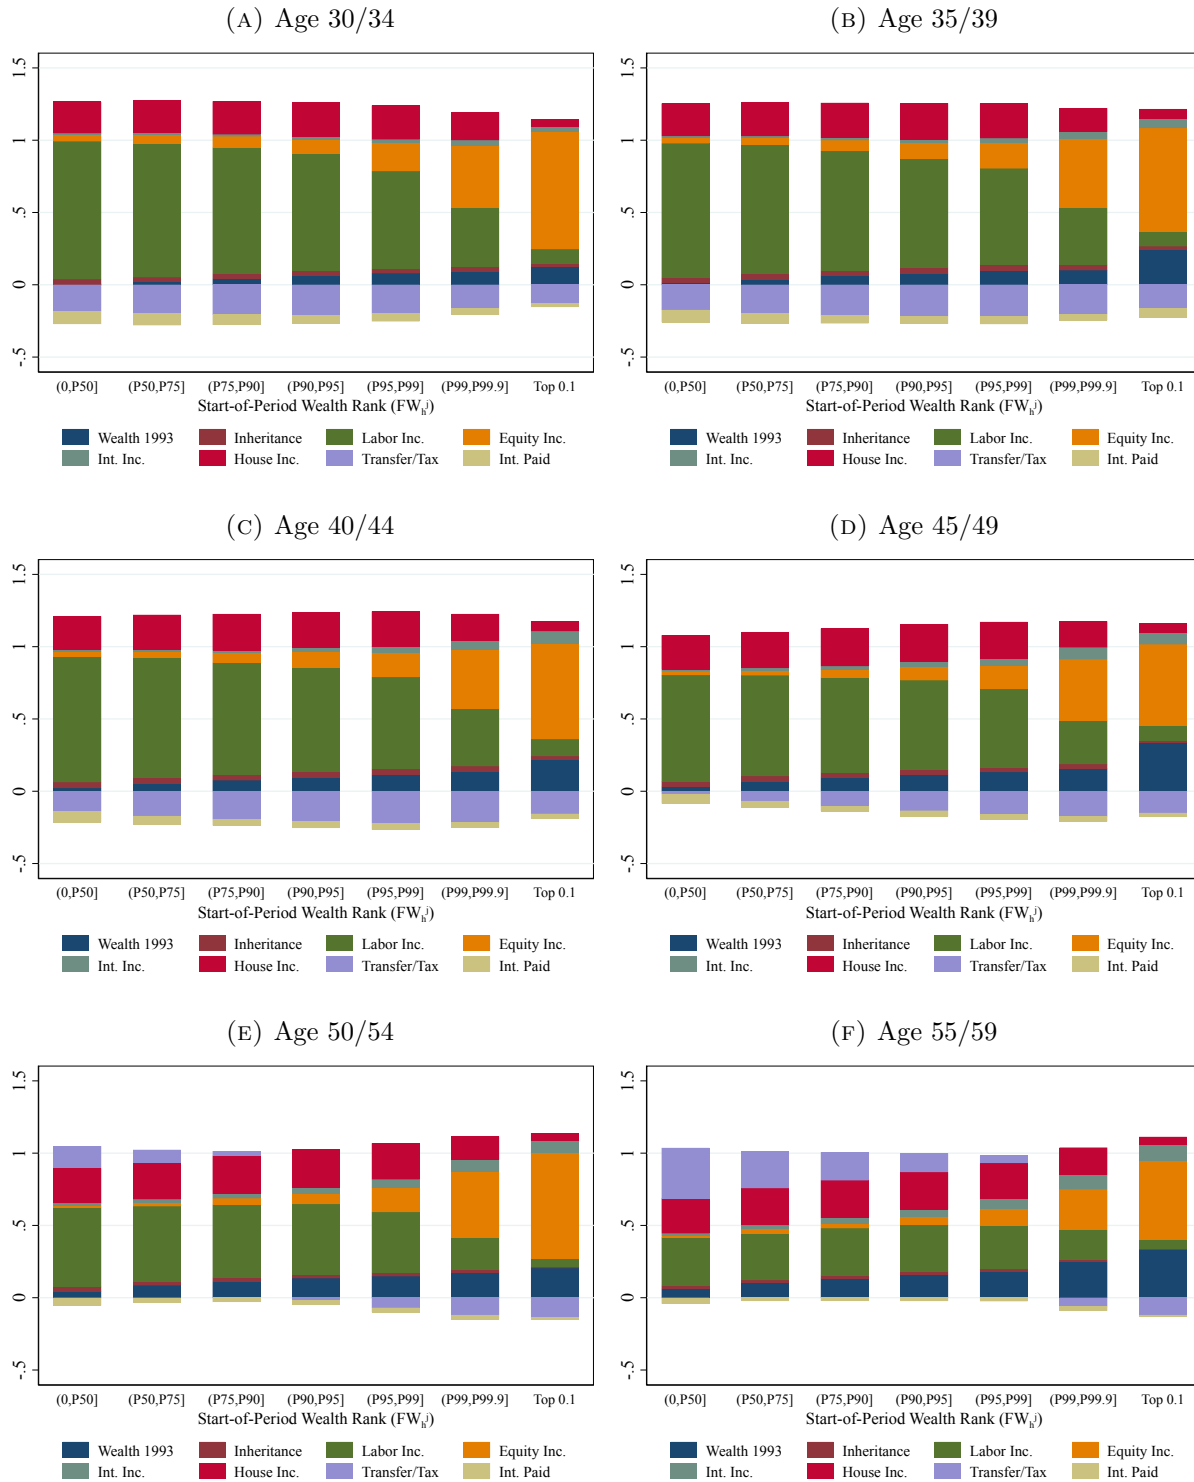 (A) Age 30/34
1.5
1
.5
0
-.5
(0,P50] (P50,P75] (P75,P90] (P90,P95] (P95,P99] (P99,P99.9] Top 0.1
Start-of-Period Wealth Rank (FW_h^j)
Wealth 1993 Inheritance Labor Inc. Equity Inc.
Int. Inc. House Inc. Transfer/Tax Int. Paid
(B) Age 35/39
1.5
1
.5
0
-.5
(0,P50] (P50,P75] (P75,P90] (P90,P95] (P95,P99] (P99,P99.9] Top 0.1
Start-of-Period Wealth Rank (FW_h^j)
Wealth 1993 Inheritance Labor Inc. Equity Inc.
Int. Inc. House Inc. Transfer/Tax Int. Paid
(C) Age 40/44
1.5
1
.5
0
-.5
(0,P50] (P50,P75] (P75,P90] (P90,P95] (P95,P99] (P99,P99.9] Top 0.1
Start-of-Period Wealth Rank (FW_h^j)
Wealth 1993 Inheritance Labor Inc. Equity Inc.
Int. Inc. House Inc. Transfer/Tax Int. Paid
(D) Age 45/49
1.5
1
.5
0
-.5
(0,P50] (P50,P75] (P75,P90] (P90,P95] (P95,P99] (P99,P99.9] Top 0.1
Start-of-Period Wealth Rank (FW_h^j)
Wealth 1993 Inheritance Labor Inc. Equity Inc.
Int. Inc. House Inc. Transfer/Tax Int. Paid
(E) Age 50/54
1.5
1
.5
0
-.5
(0,P50] (P50,P75] (P75,P90] (P90,P95] (P95,P99] (P99,P99.9] Top 0.1
Start-of-Period Wealth Rank (FW_h^j)
Wealth 1993 Inheritance Labor Inc. Equity Inc.
Int. Inc. House Inc. Transfer/Tax Int. Paid
(F) Age 55/59
1.5
1
.5
0
-.5
(0,P50] (P50,P75] (P75,P90] (P90,P95] (P95,P99] (P99,P99.9] Top 0.1
Start-of-Period Wealth Rank (FW_h^j)
Wealth 1993 Inheritance Labor Inc. Equity Inc.
Int. Inc. House Inc. Transfer/Tax Int. Paid